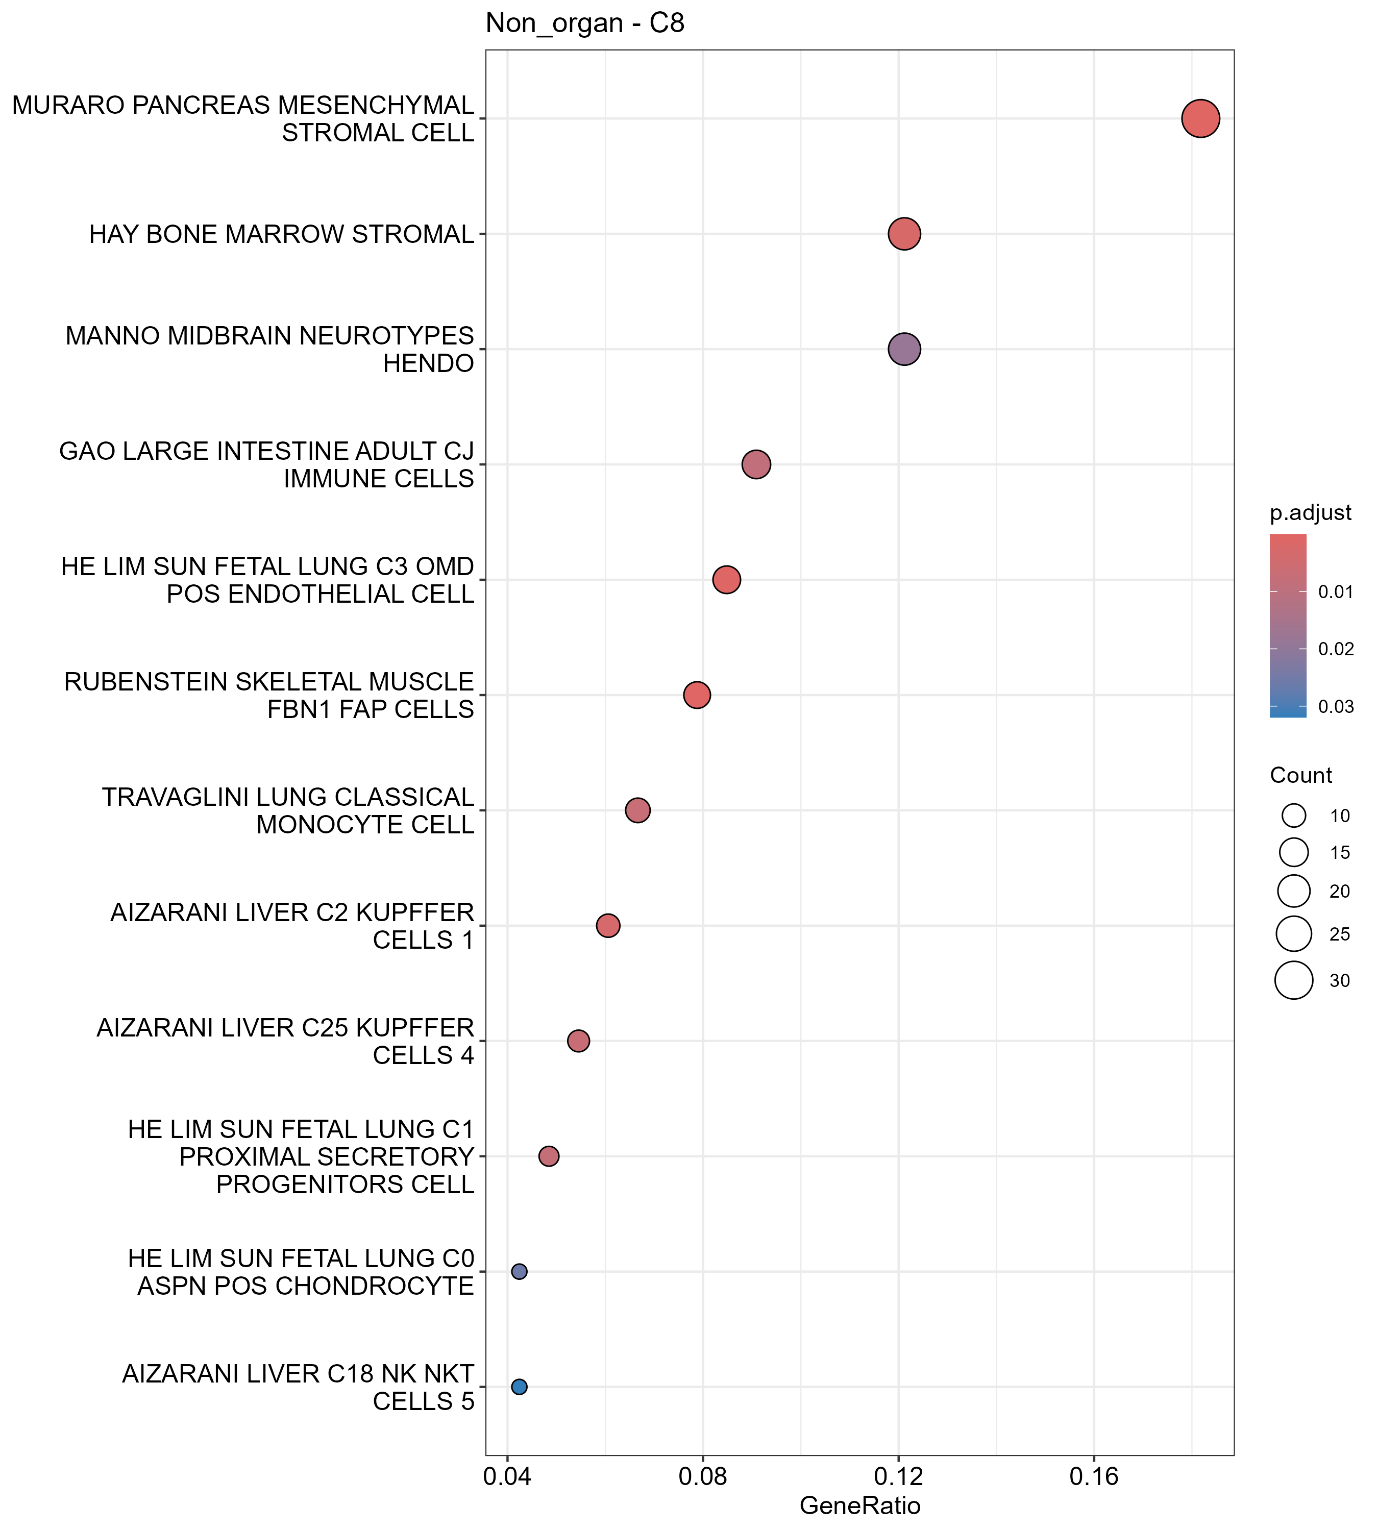 Non_organ - C8
MURARO PANCREAS MESENCHYMAL
STROMAL CELL
HAY BONE MARROW STROMAL
MANNO MIDBRAIN NEUROTYPES
HENDO
GAO LARGE INTESTINE ADULT CJ
IMMUNE CELLS
HE LIM SUN FETAL LUNG C3 OMD
POS ENDOTHELIAL CELL
RUBENSTEIN SKELETAL MUSCLE
FBN1 FAP CELLS
TRAVAGLINI LUNG CLASSICAL
MONOCYTE CELL
AIZARANI LIVER C2 KUPFFER
CELLS 1
AIZARANI LIVER C25 KUPFFER
CELLS 4
HE LIM SUN FETAL LUNG C1
PROXIMAL SECRETORY
PROGENITORS CELL
HE LIM SUN FETAL LUNG C0
ASPN POS CHONDROCYTE
AIZARANI LIVER C18 NK NKT
CELLS 5
0.04 0.08 0.12 0.16
GeneRatio
p.adjust
0.01
0.02
0.03
Count
10
15
20
25
30